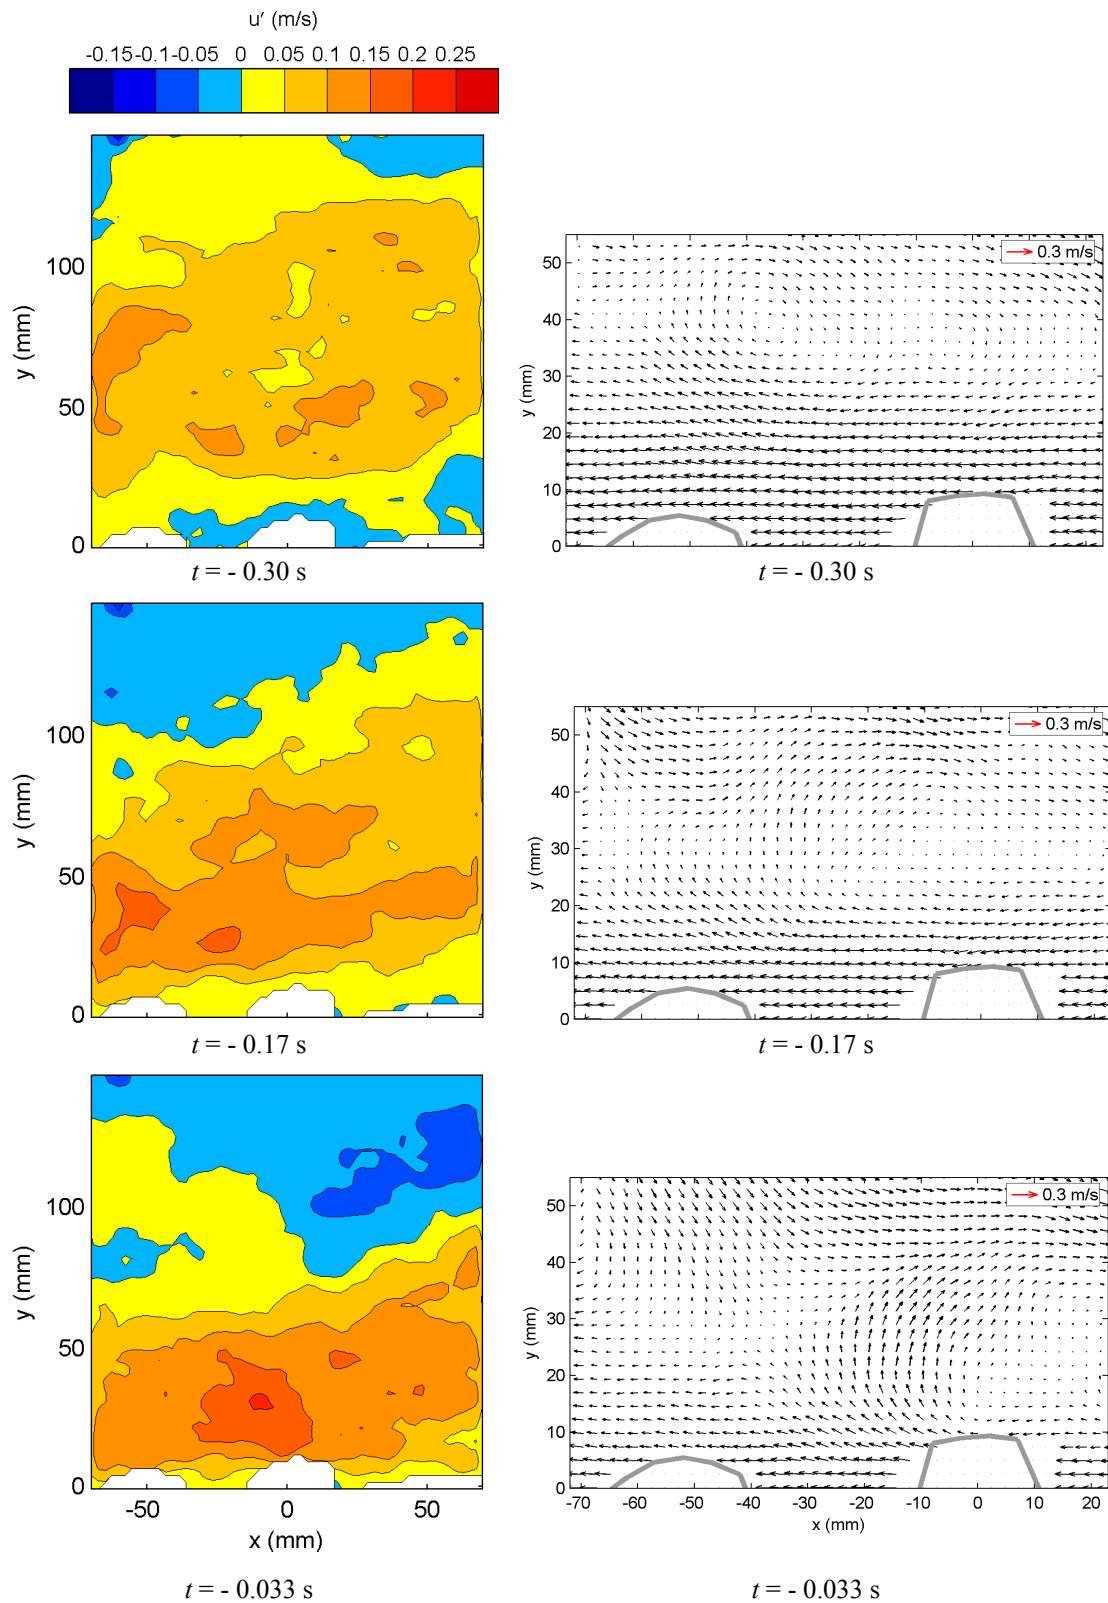 u′ (m/s)
-0.15 -0.1 -0.05 0 0.05 0.1 0.15 0.2 0.25
100
50
0
y (mm)
t = - 0.30 s
50
40
30
20
10
0
y (mm)
0.3 m/s
t = - 0.30 s
100
50
0
y (mm)
t = - 0.17 s
50
40
30
20
10
0
y (mm)
0.3 m/s
t = - 0.17 s
100
50
0
y (mm)
-50 0 50
x (mm)
t = - 0.033 s
50
40
30
20
10
0
y (mm)
0.3 m/s
-70 -60 -50 -40 -30 -20 -10 0 10 20
x (mm)
t = - 0.033 s